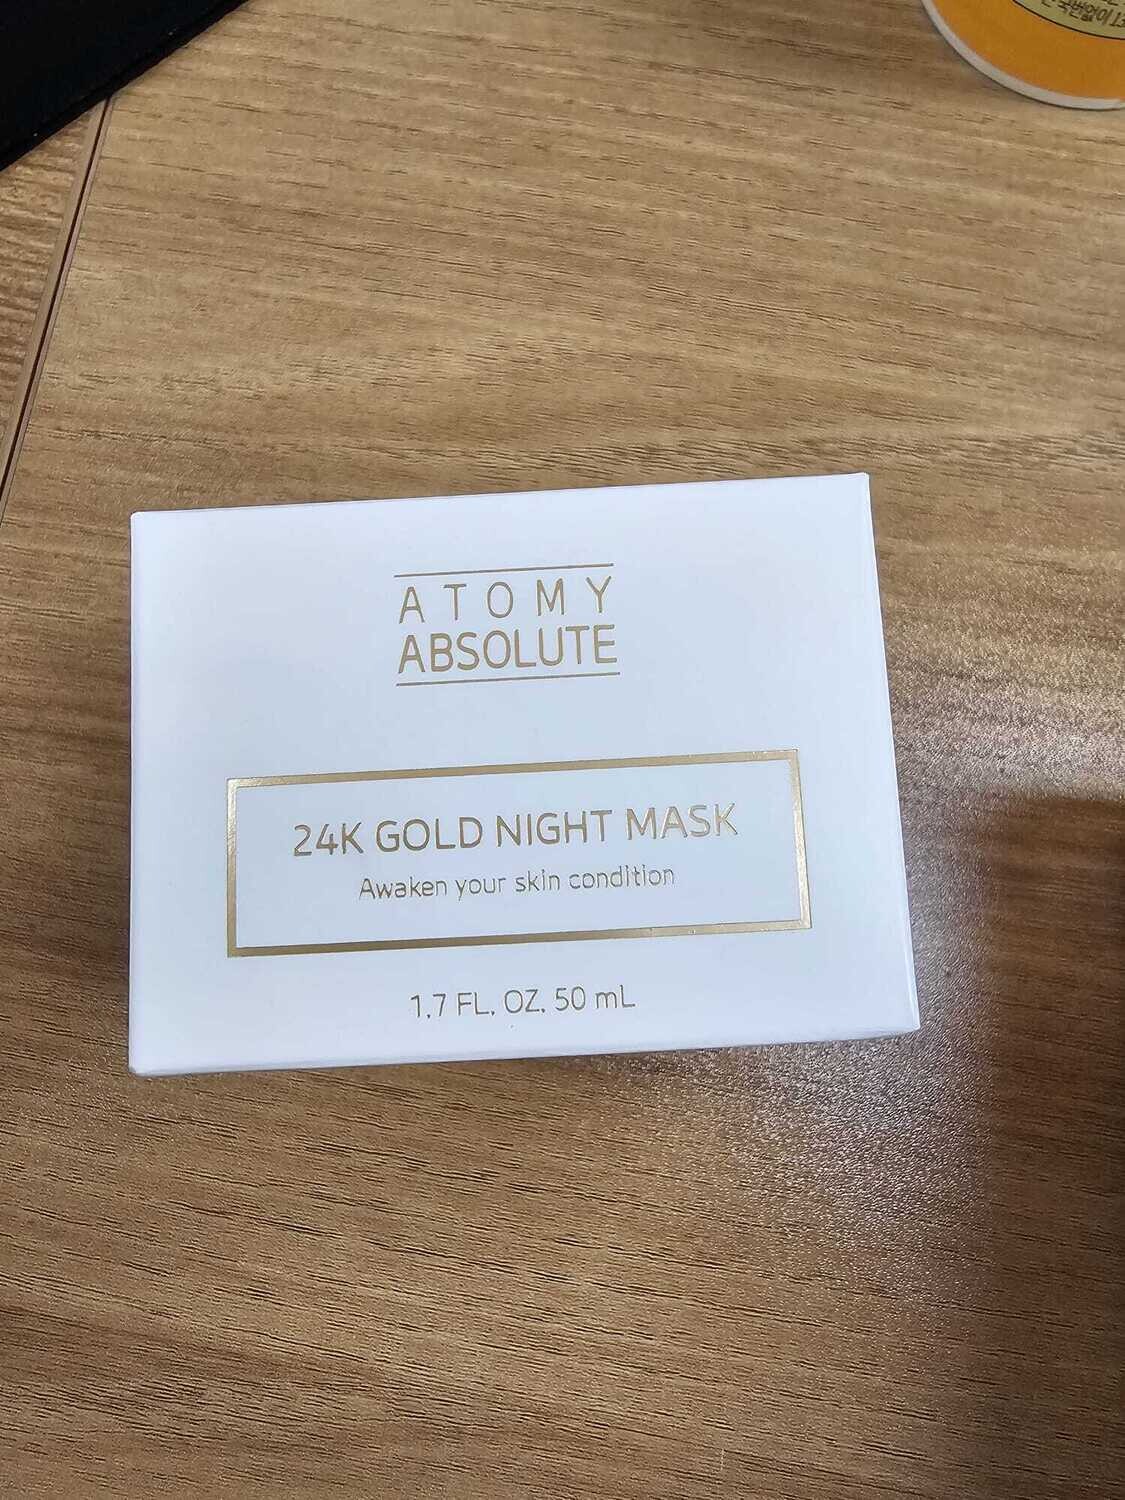 ATOMY
ABSOLUTE
24K GOLD NIGHT MASK
Awaken your skin condition
1.7 FL. OZ. 50 mL